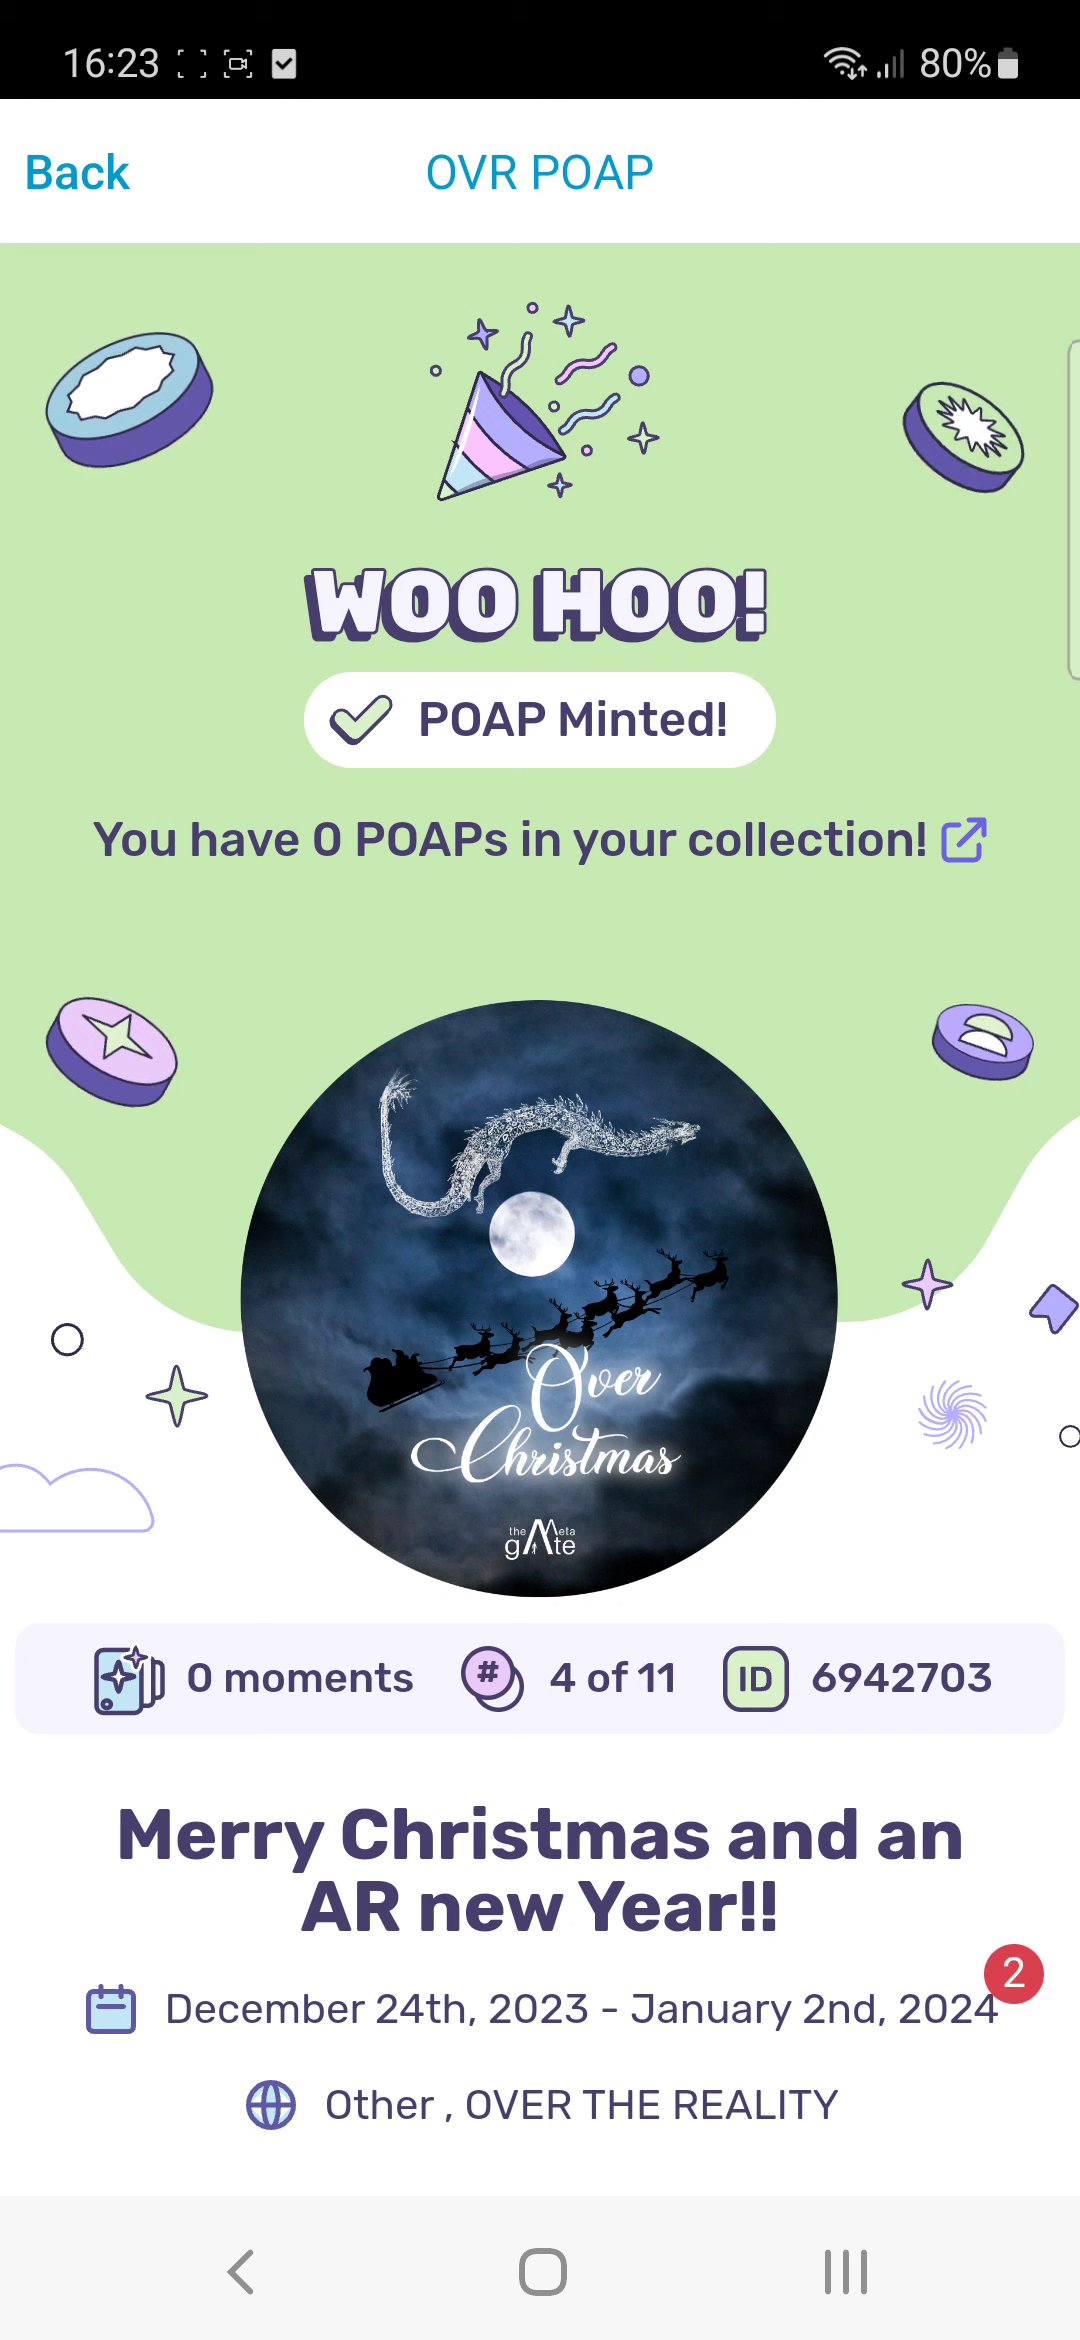 16:23
80%
Back
OVR POAP
WOO HOO!
POAP Minted!
You have 0 POAPs in your collection!
Over
Christmas
the Meta
gAte
0 moments
# 4 of 11
ID 6942703
Merry Christmas and an
AR new Year!!
2
December 24th, 2023 - January 2nd, 2024
Other , OVER THE REALITY